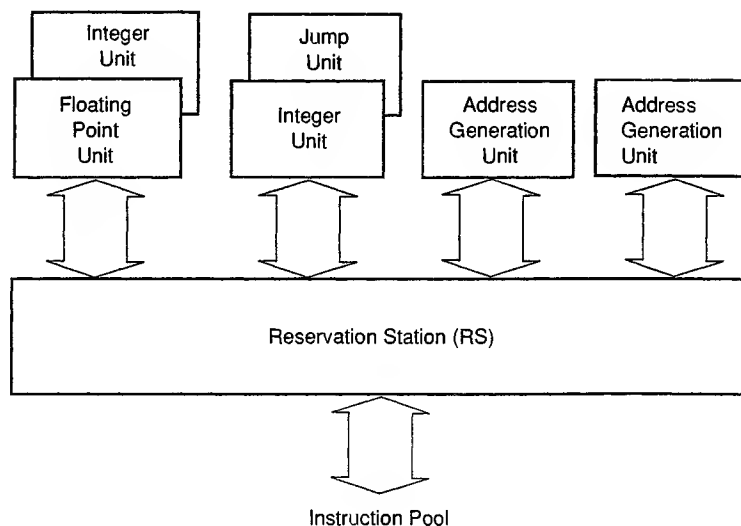 Integer
Unit
Floating
Point
Unit
Jump
Unit
Integer
Unit
Address
Generation
Unit
Address
Generation
Unit
Reservation Station (RS)
Instruction Pool